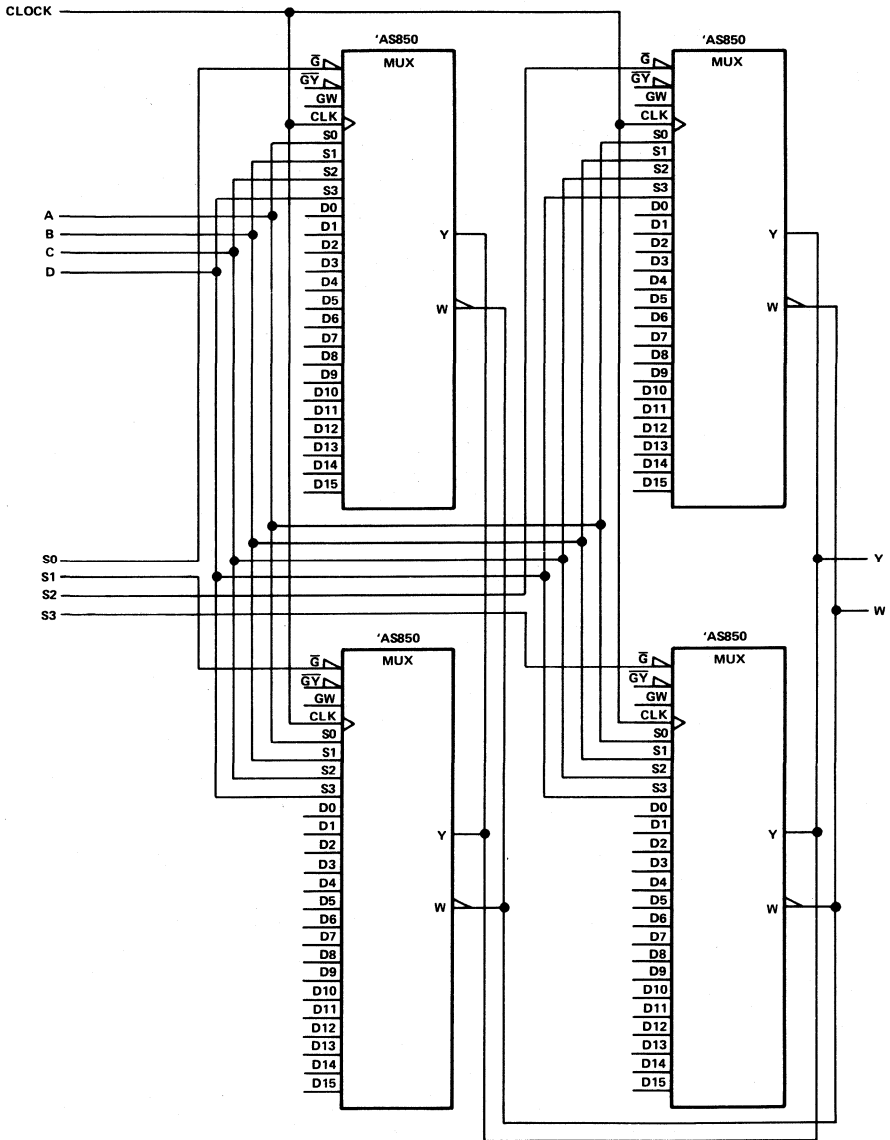 CLOCK
'AS850
MUX
G̅
G̅Y̅
GW
CLK
S0
S1
S2
S3
D0
D1
D2
D3
D4
D5
D6
D7
D8
D9
D10
D11
D12
D13
D14
D15
Y
W
'AS850
MUX
G̅
G̅Y̅
GW
CLK
S0
S1
S2
S3
D0
D1
D2
D3
D4
D5
D6
D7
D8
D9
D10
D11
D12
D13
D14
D15
Y
W
A
B
C
D
S0
S1
S2
S3
Y
W
'AS850
MUX
G̅
G̅Y̅
GW
CLK
S0
S1
S2
S3
D0
D1
D2
D3
D4
D5
D6
D7
D8
D9
D10
D11
D12
D13
D14
D15
Y
W
'AS850
MUX
G̅
G̅Y̅
GW
CLK
S0
S1
S2
S3
D0
D1
D2
D3
D4
D5
D6
D7
D8
D9
D10
D11
D12
D13
D14
D15
Y
W